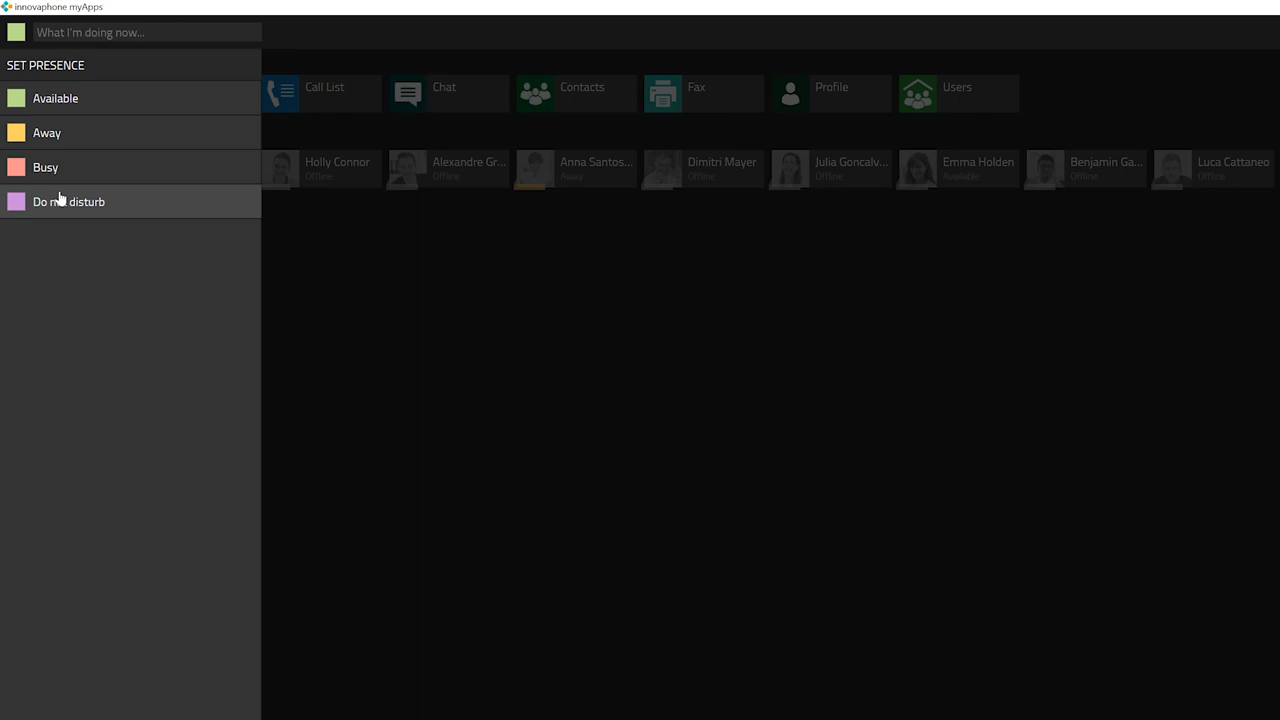 innovaphone myApps
What I'm doing now...
SET PRESENCE
Available
Away
Busy
Do not disturb
Call List
Chat
Contacts
Fax
Profile
Users
Holly Connor
Offline
Alexandre Gr...
Offline
Anna Santos...
Away
Dimitri Mayer
Offline
Julia Goncalv...
Offline
Emma Holden
Available
Benjamin Ga...
Offline
Luca Cattaneo
Offline